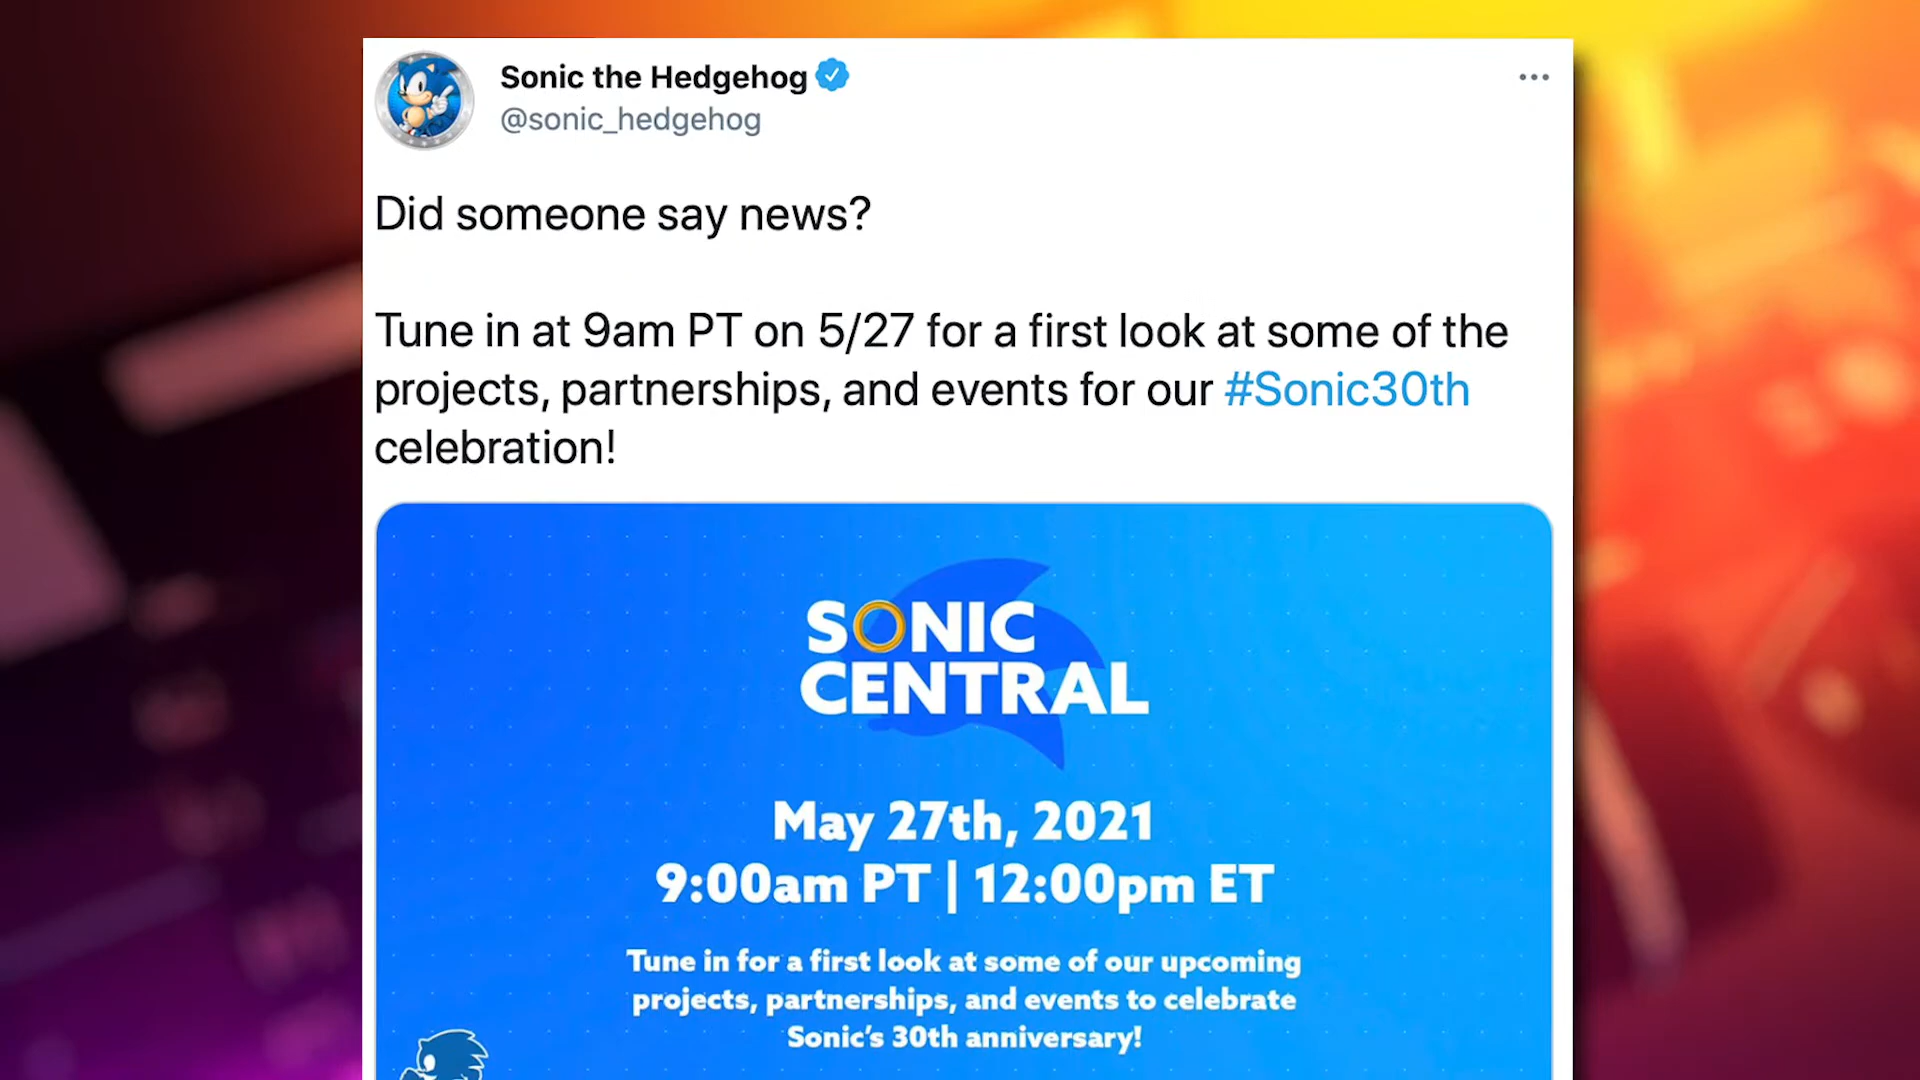 Sonic the Hedgehog
@sonic_hedgehog
Did someone say news?
Tune in at 9am PT on 5/27 for a first look at some of the
projects, partnerships, and events for our #Sonic30th
celebration!
SONIC
CENTRAL
May 27th, 2021
9:00am PT | 12:00pm ET
Tune in for a first look at some of our upcoming
projects, partnerships, and events to celebrate
Sonic's 30th anniversary!